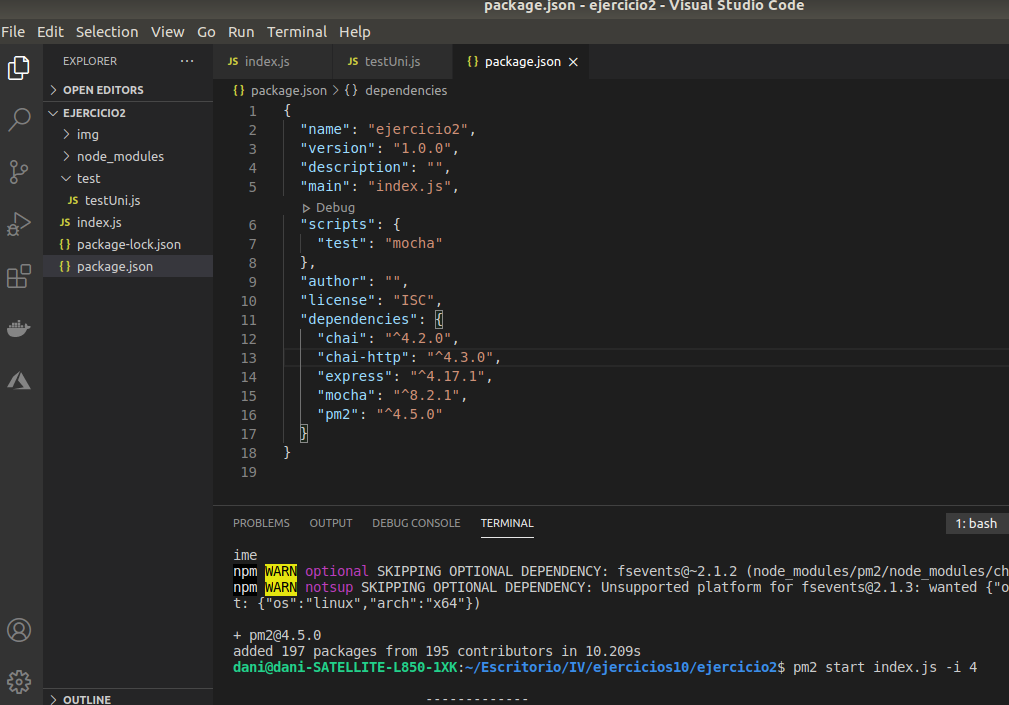 package.json - ejercicio2 - Visual Studio Code
File Edit Selection View Go Run Terminal Help
EXPLORER ···
OPEN EDITORS
EJERCICIO2
img
node_modules
test
JS testUni.js
JS index.js
{} package-lock.json
{} package.json
OUTLINE
JS index.js JS testUni.js {} package.json ×
{} package.json > {} dependencies
1 {
2 "name": "ejercicio2",
3 "version": "1.0.0",
4 "description": "",
5 "main": "index.js",
Debug
6 "scripts": {
7 "test": "mocha"
8 },
9 "author": "",
10 "license": "ISC",
11 "dependencies": {
12 "chai": "^4.2.0",
13 "chai-http": "^4.3.0",
14 "express": "^4.17.1",
15 "mocha": "^8.2.1",
16 "pm2": "^4.5.0"
17 }
18 }
19
PROBLEMS OUTPUT DEBUG CONSOLE TERMINAL 1: bash
ime
npm WARN optional SKIPPING OPTIONAL DEPENDENCY: fsevents@~2.1.2 (node_modules/pm2/node_modules/ch
npm WARN notsup SKIPPING OPTIONAL DEPENDENCY: Unsupported platform for fsevents@2.1.3: wanted {"o
t: {"os":"linux","arch":"x64"})
+ pm2@4.5.0
added 197 packages from 195 contributors in 10.209s
dani@dani-SATELLITE-L850-1XK:~/Escritorio/IV/ejercicios10/ejercicio2$ pm2 start index.js -i 4
-------------